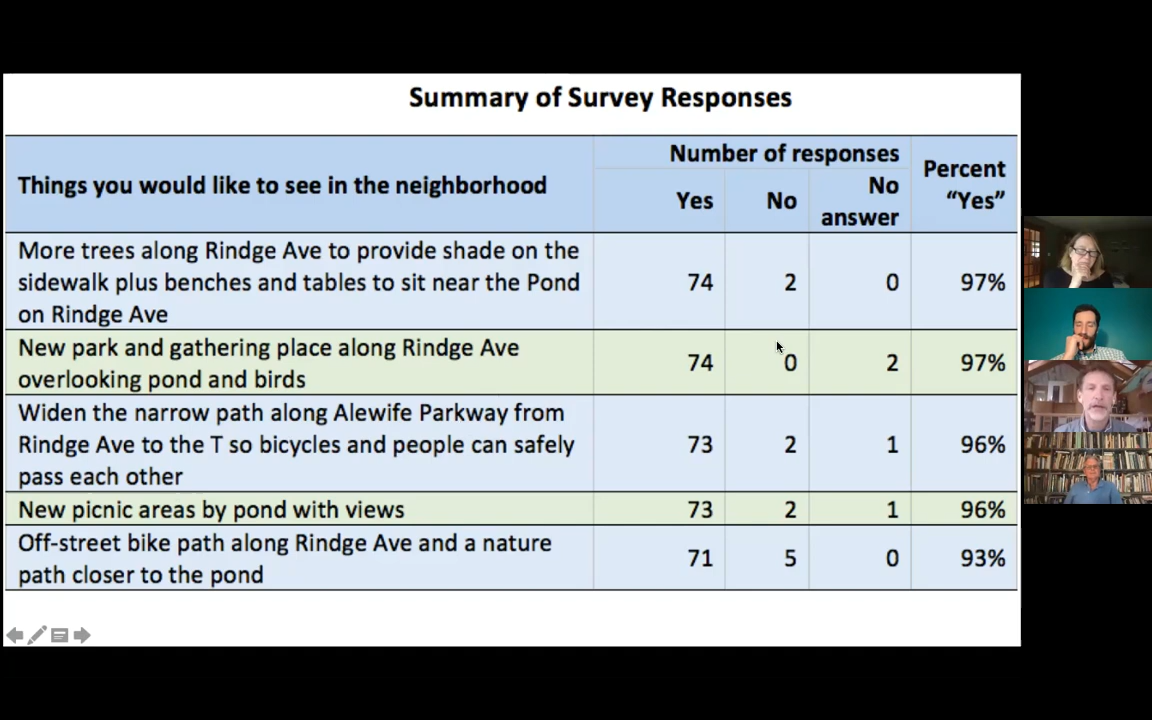 Summary of Survey Responses
Things you would like to see in the neighborhood
Number of responses
Yes
No
No
answer
Percent
“Yes”
More trees along Rindge Ave to provide shade on the
sidewalk plus benches and tables to sit near the Pond
on Rindge Ave
74 2 0 97%
New park and gathering place along Rindge Ave
overlooking pond and birds
74 0 2 97%
Widen the narrow path along Alewife Parkway from
Rindge Ave to the T so bicycles and people can safely
pass each other
73 2 1 96%
New picnic areas by pond with views 73 2 1 96%
Off-street bike path along Rindge Ave and a nature
path closer to the pond
71 5 0 93%